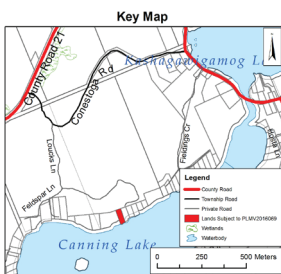 Key Map
Kashagawigamog L
County Road 21
Conestoga Rd
Loucks Ln
Fieldings Cr
Feldspar Ln
Canning Lake
Legend
County Road
Township Road
Private Road
Lands Subject to PLMV2016069
Wetlands
Waterbody
0 250 500 Meters